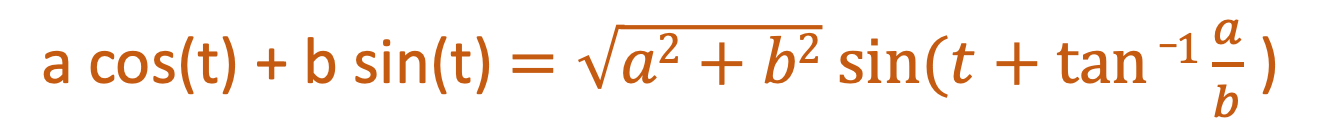 a cos(t) + b sin(t) = √(a² + b²) sin(t + tan⁻¹ a/b)